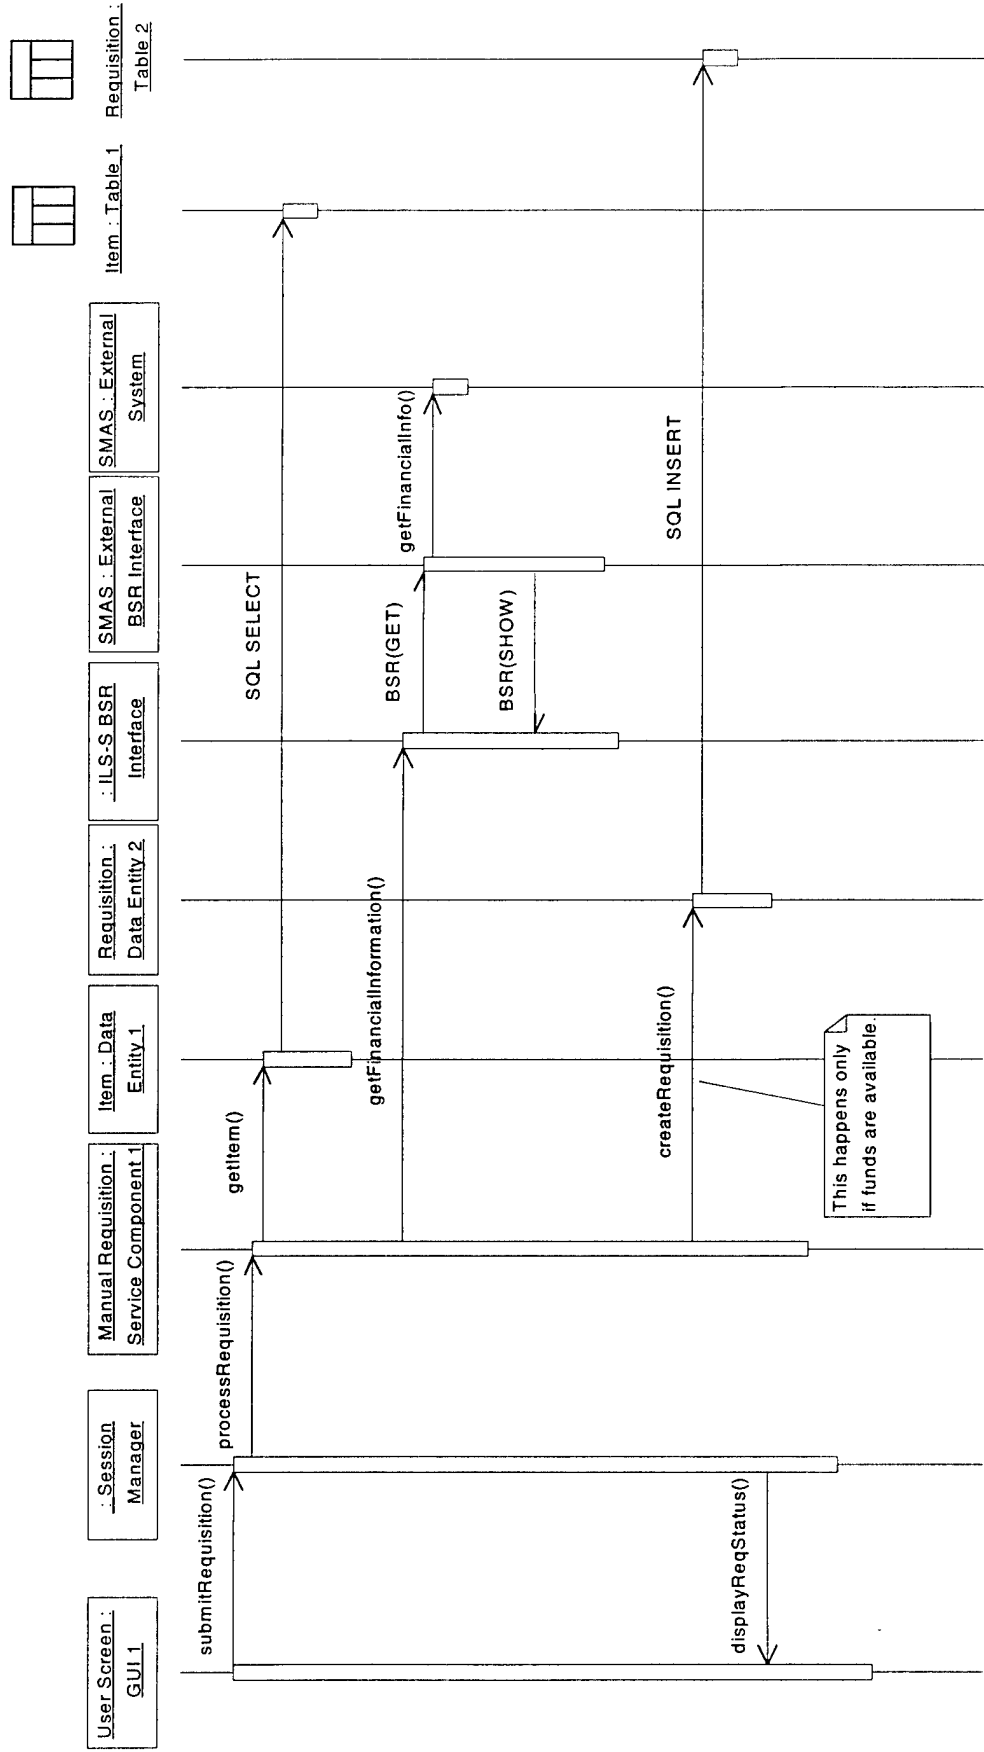 User Screen :
GUI 1
: Session
Manager
Manual Requisition :
Service Component 1
Item : Data
Entity 1
Requisition :
Data Entity 2
: ILS-S BSR
Interface
SMAS : External
BSR Interface
SMAS : External
System
Item : Table 1
Requisition :
Table 2
submitRequisition()
processRequisition()
getItem()
SQL SELECT
getFinancialInformation()
BSR(GET)
getFinancialInfo()
BSR(SHOW)
createRequisition()
SQL INSERT
displayReqStatus()
This happens only
if funds are available.